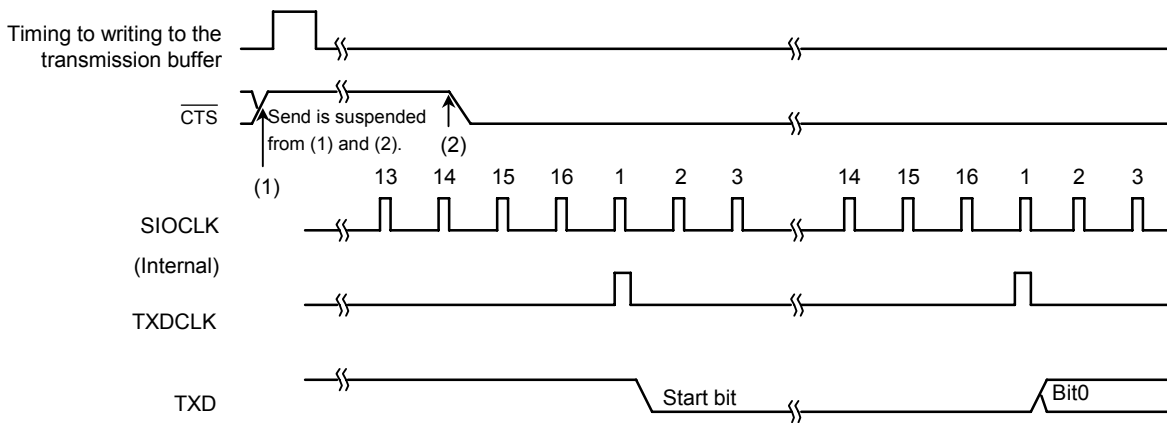 Timing to writing to the
transmission buffer
CTS
Send is suspended
from (1) and (2).
(2)
(1)
13 14 15 16 1 2 3 14 15 16 1 2 3
SIOCLK
(Internal)
TXDCLK
TXD
Start bit
Bit0